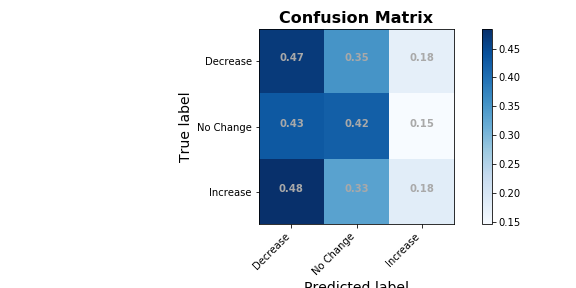 Confusion Matrix
True label
Decrease 0.47 0.35 0.18
No Change 0.43 0.42 0.15
Increase 0.48 0.33 0.18
Decrease No Change Increase
Predicted label
0.45
0.40
0.35
0.30
0.25
0.20
0.15